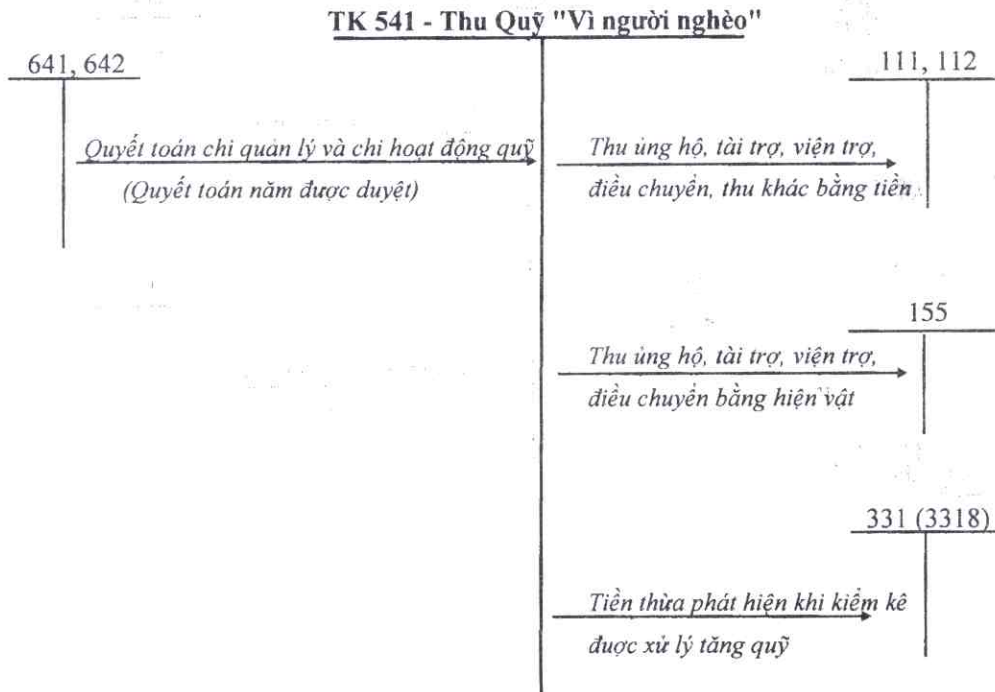 TK 541 - Thu Quỹ "Vì người nghèo"
641, 642
111, 112
Quyết toán chi quản lý và chi hoạt động quỹ
(Quyết toán năm được duyệt)
Thu ủng hộ, tài trợ, viện trợ,
điều chuyển, thu khác bằng tiền
155
Thu ủng hộ, tài trợ, viện trợ,
điều chuyển bằng hiện vật
331 (3318)
Tiền thừa phát hiện khi kiểm kê
được xử lý tăng quỹ